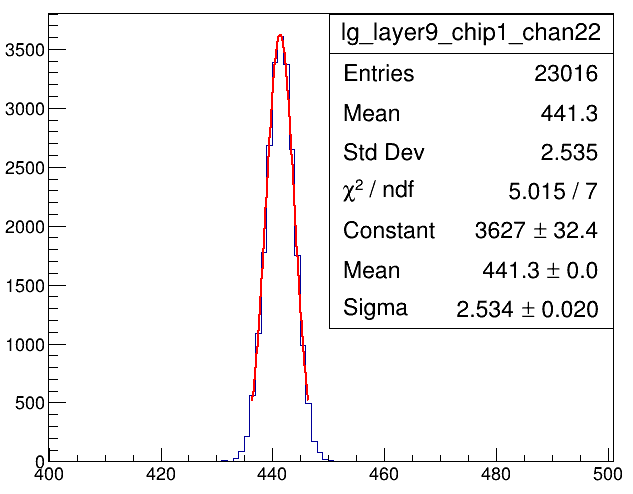 lg_layer9_chip1_chan22
Entries 23016
Mean 441.3
Std Dev 2.535
χ² / ndf 5.015 / 7
Constant 3627 ± 32.4
Mean 441.3 ± 0.0
Sigma 2.534 ± 0.020
3500
3000
2500
2000
1500
1000
500
0
400 420 440 460 480 500